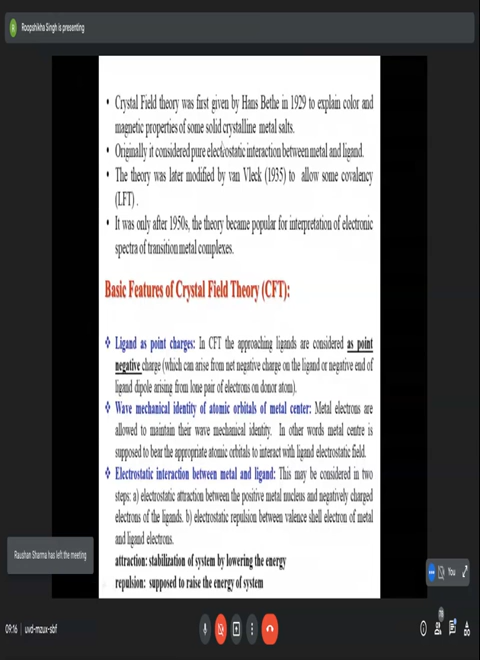 R
Roopshikha Singh is presenting
• Crystal Field theory was first given by Hans Bethe in 1929 to explain color and
magnetic properties of some solid crystalline metal salts.
• Originally it considered pure electrostatic interaction between metal and ligand.
• The theory was later modified by van Vleck (1935) to allow some covalency
(LFT) .
• It was only after 1950s, the theory became popular for interpretation of electronic
spectra of transition metal complexes.
Basic Features of Crystal Field Theory (CFT):
❖ Ligand as point charges: In CFT the approaching ligands are considered as point
negative charge (which can arise from net negative charge on the ligand or negative end of
ligand dipole arising from lone pair of electrons on donor atom).
❖ Wave mechanical identity of atomic orbitals of metal center: Metal electrons are
allowed to maintain their wave mechanical identity. In other words metal centre is
supposed to bear the appropriate atomic orbitals to interact with ligand electrostatic field.
❖ Electrostatic interaction between metal and ligand: This may be considered in two
steps: a) electrostatic attraction between the positive metal nucleus and negatively charged
electrons of the ligands. b) electrostatic repulsion between valence shell electron of metal
and ligand electrons.
attraction: stabilization of system by lowering the energy
repulsion: supposed to raise the energy of system
Raushan Sharma has left the meeting
You
09:16 | uvd-mzux-sbf